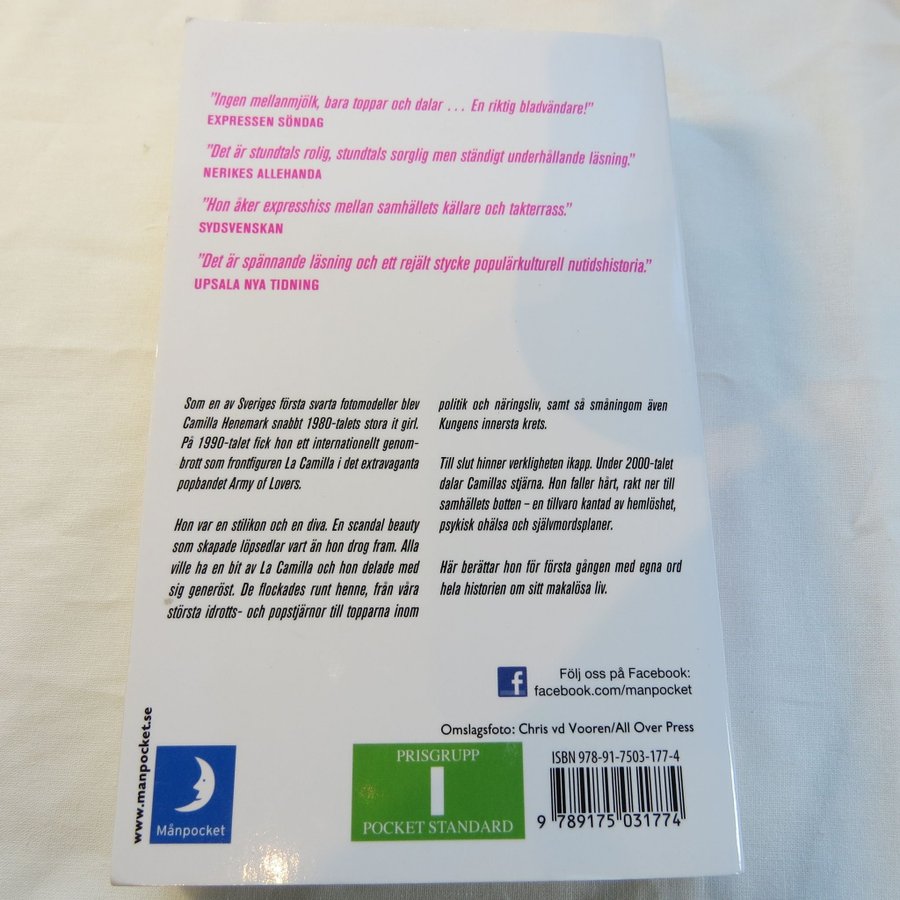 ”Ingen mellanmjölk, bara toppar och dalar . . . En riktig bladvändare!”
EXPRESSEN SÖNDAG
”Det är stundtals rolig, stundtals sorglig men ständigt underhållande läsning.”
NERIKES ALLEHANDA
”Hon åker expresshiss mellan samhällets källare och takterrass.”
SYDSVENSKAN
”Det är spännande läsning och ett rejält stycke populärkulturell nutidshistoria.”
UPSALA NYA TIDNING
Som en av Sveriges första svarta fotomodeller blev
Camilla Henemark snabbt 1980-talets stora it girl.
På 1990-talet fick hon ett internationellt genom-
brott som frontfiguren La Camilla i det extravaganta
popbandet Army of Lovers.
Hon var en stilikon och en diva. En scandal beauty
som skapade löpsedlar vart än hon drog fram. Alla
ville ha en bit av La Camilla och hon delade med
sig generöst. De flockades runt henne, från våra
största idrotts- och popstjärnor till topparna inom
politik och näringsliv, samt så småningom även
Kungens innersta krets.
Till slut hinner verkligheten ikapp. Under 2000-talet
dalar Camillas stjärna. Hon faller hårt, rakt ner till
samhällets botten – en tillvaro kantad av hemlöshet,
psykisk ohälsa och självmordsplaner.
Här berättar hon för första gången med egna ord
hela historien om sitt makalösa liv.
f
Följ oss på Facebook:
facebook.com/manpocket
Omslagsfoto: Chris vd Vooren/All Over Press
www.manpocket.se
Månpocket
PRISGRUPP
1
POCKET STANDARD
ISBN 978-91-7503-177-4
9 789175 031774